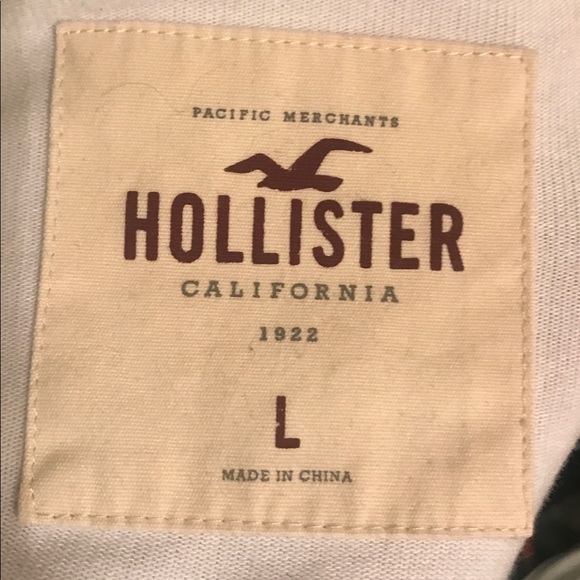 PACIFIC MERCHANTS
HOLLISTER
CALIFORNIA
1922
L
MADE IN CHINA